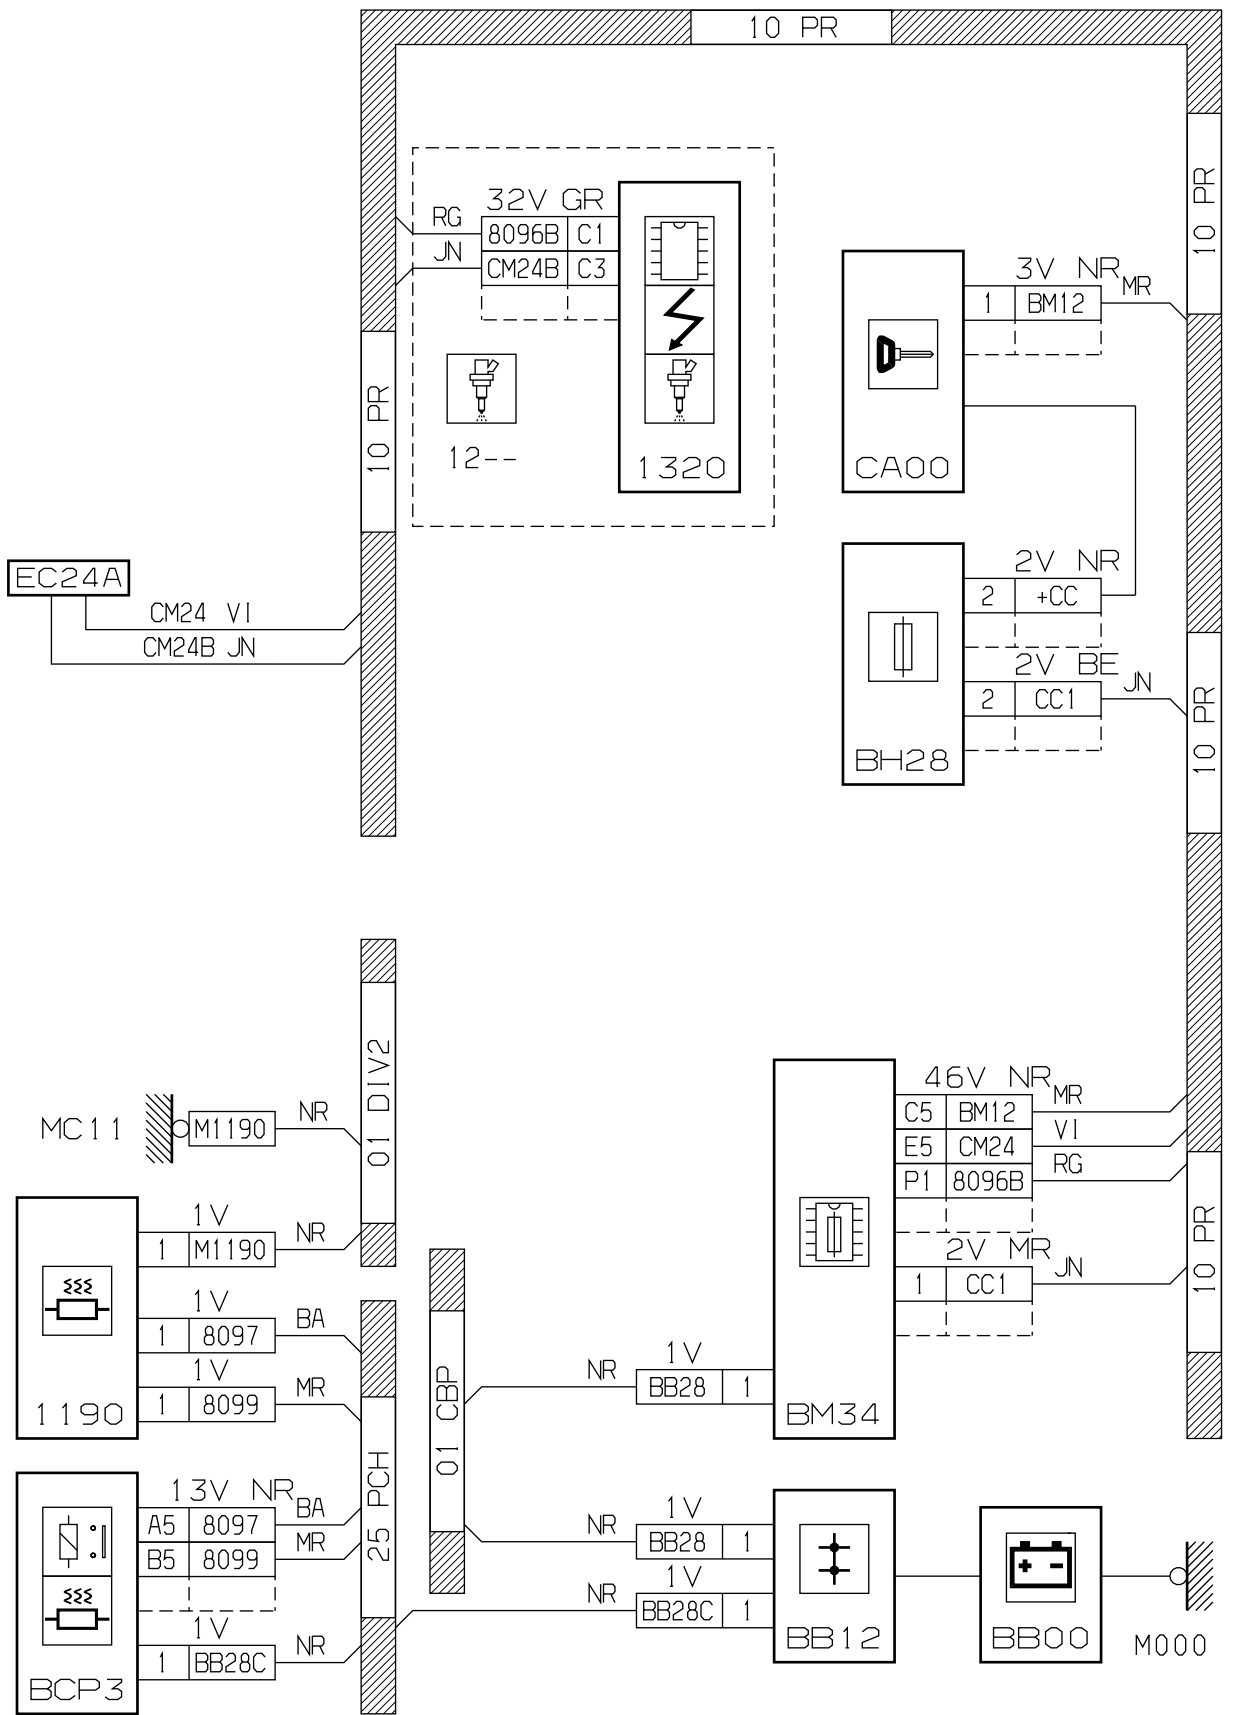 10 PR
10 PR
32V GR
RG
8096B C1
JN
CM24B C3
12--
1320
10 PR
3V NR
MR
1 BM12
CA00
EC24A
CM24 VI
CM24B JN
2V NR
2 +CC
2V BE
JN
2 CC1
BH28
10 PR
01 DIV2
MC11
M1190
NR
1V
1 M1190
NR
1V
1 8097
BA
1V
1 8099
MR
1190
46V NR
MR
C5 BM12
VI
E5 CM24
RG
P1 8096B
2V MR
JN
1 CC1
10 PR
01 CBP
NR
1V
BB28 1
BM34
25 PCH
13V NR
BA
A5 8097
MR
B5 8099
1V
1 BB28C
NR
BCP3
NR
1V
BB28 1
NR
1V
BB28C 1
BB12
BB00
M000